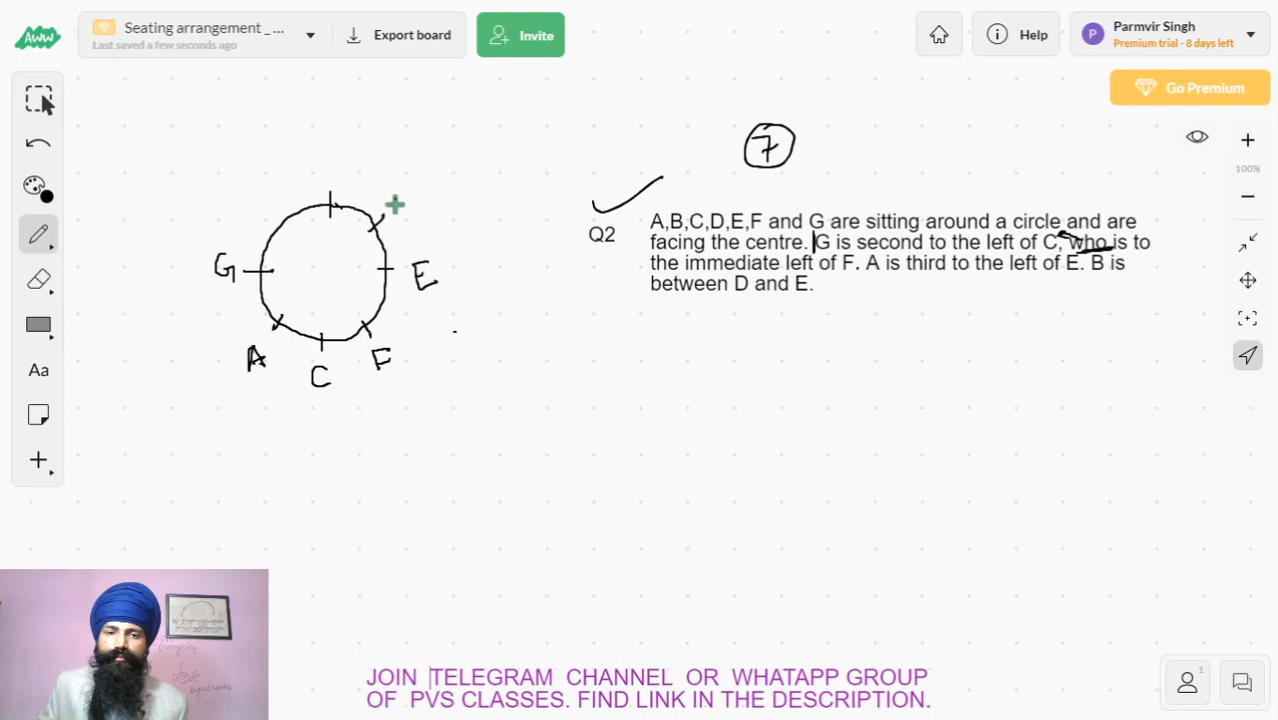 AWW
Seating arrangement _ ...
Last saved a few seconds ago
Export board
Invite
Help
P
Parmvir Singh
Premium trial - 8 days left
Go Premium
100%
7
Q2
A,B,C,D,E,F and G are sitting around a circle and are
facing the centre. G is second to the left of C, who is to
the immediate left of F. A is third to the left of E. B is
between D and E.
G
E
A
C
F
Aa
1
JOIN TELEGRAM CHANNEL OR WHATAPP GROUP
OF PVS CLASSES. FIND LINK IN THE DESCRIPTION.